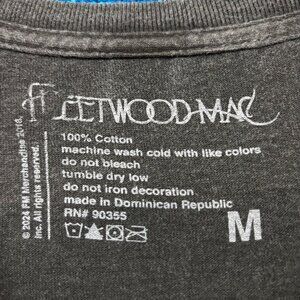 FLEETWOOD MAC
100% Cotton
machine wash cold with like colors
do not bleach
tumble dry low
do not iron decoration
made in Dominican Republic
RN# 90355
M
© 2024 FM Merchandise 2018,
Inc. All rights reserved.